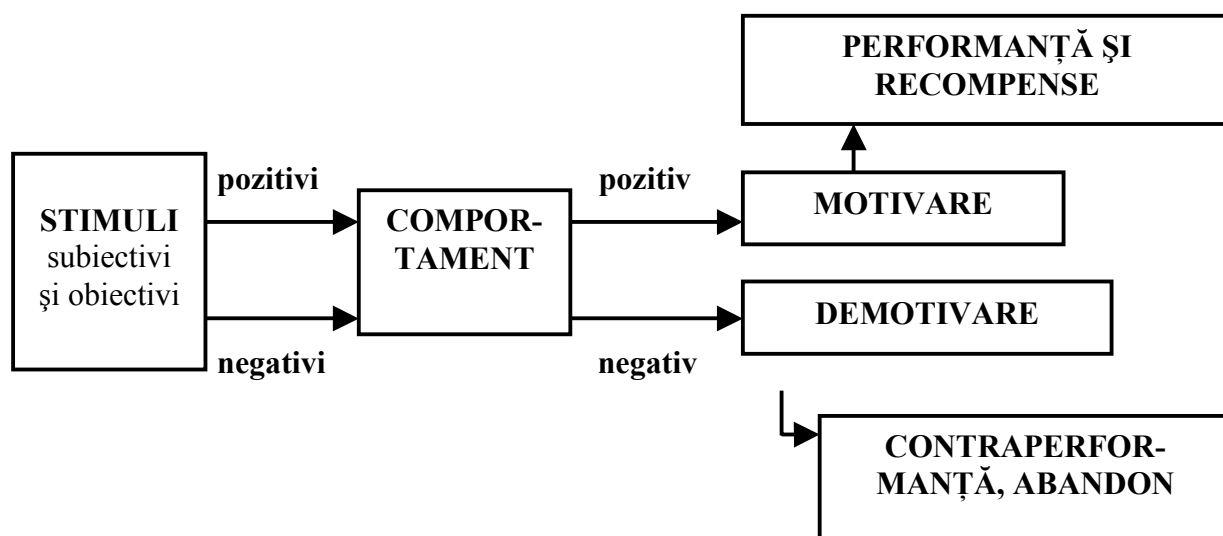 PERFORMANȚĂ ŞI
RECOMPENSE
pozitivi
pozitiv
STIMULI
subiectivi
şi obiectivi
COMPOR-
TAMENT
MOTIVARE
DEMOTIVARE
negativi
negativ
CONTRAPERFOR-
MANȚĂ, ABANDON